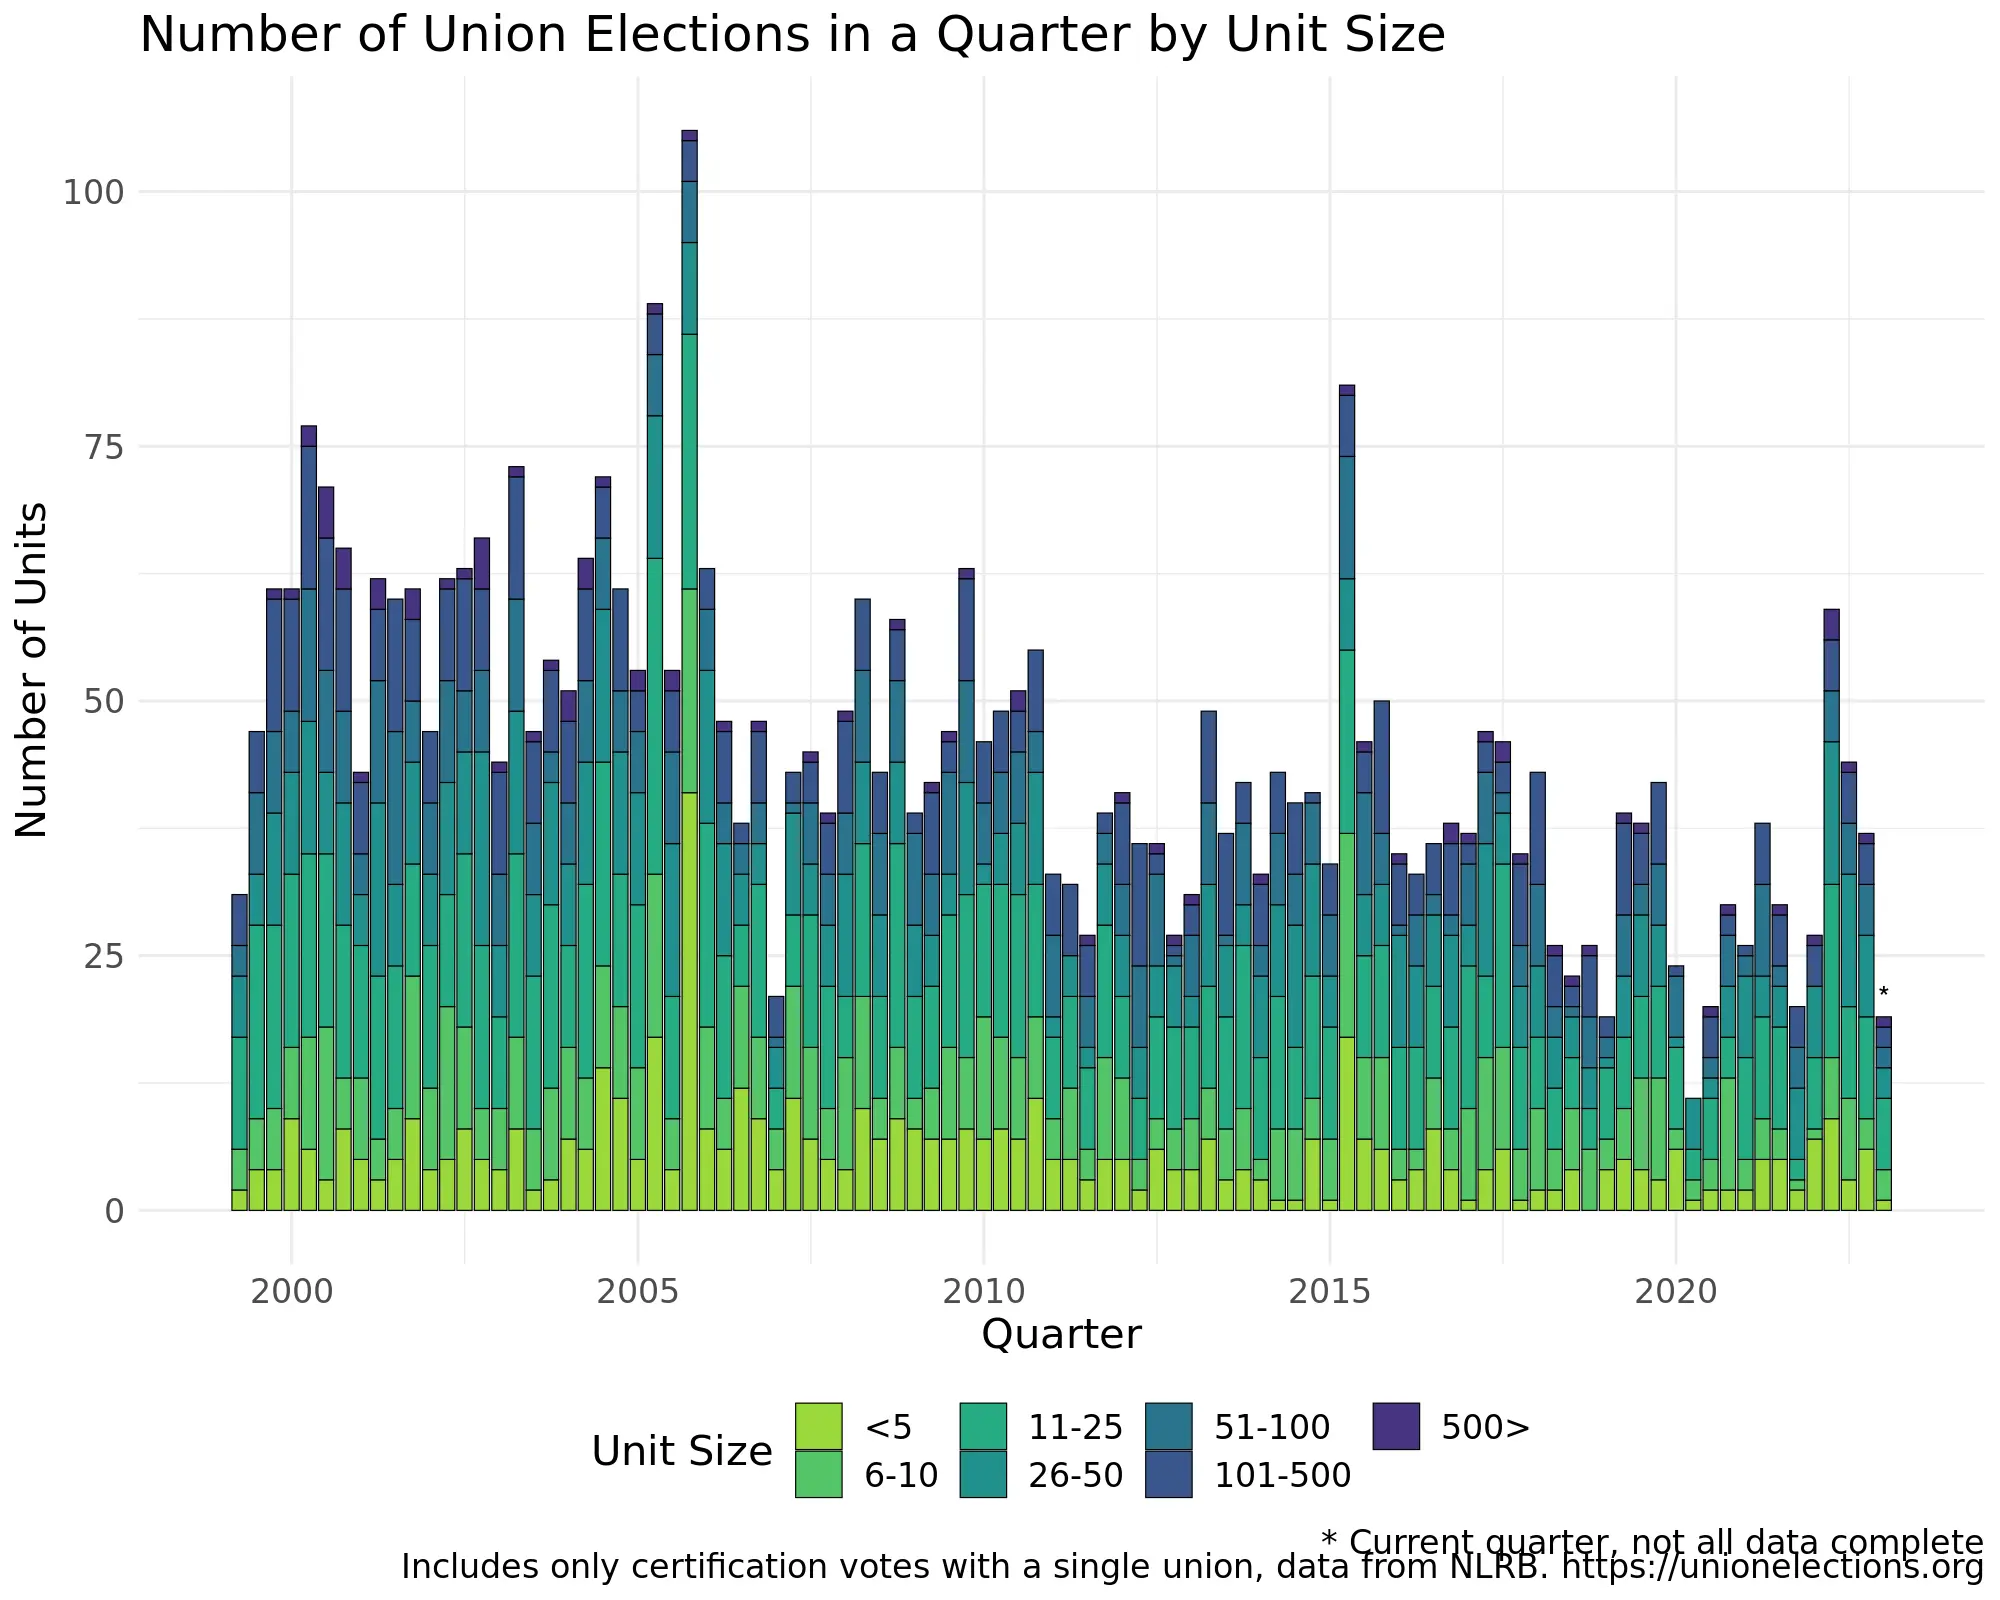 Number of Union Elections in a Quarter by Unit Size
Number of Units
100
75
50
25
0
*
2000 2005 2010 2015 2020
Quarter
Unit Size
<5 11-25 51-100 500>
6-10 26-50 101-500
* Current quarter, not all data complete
Includes only certification votes with a single union, data from NLRB. https://unionelections.org